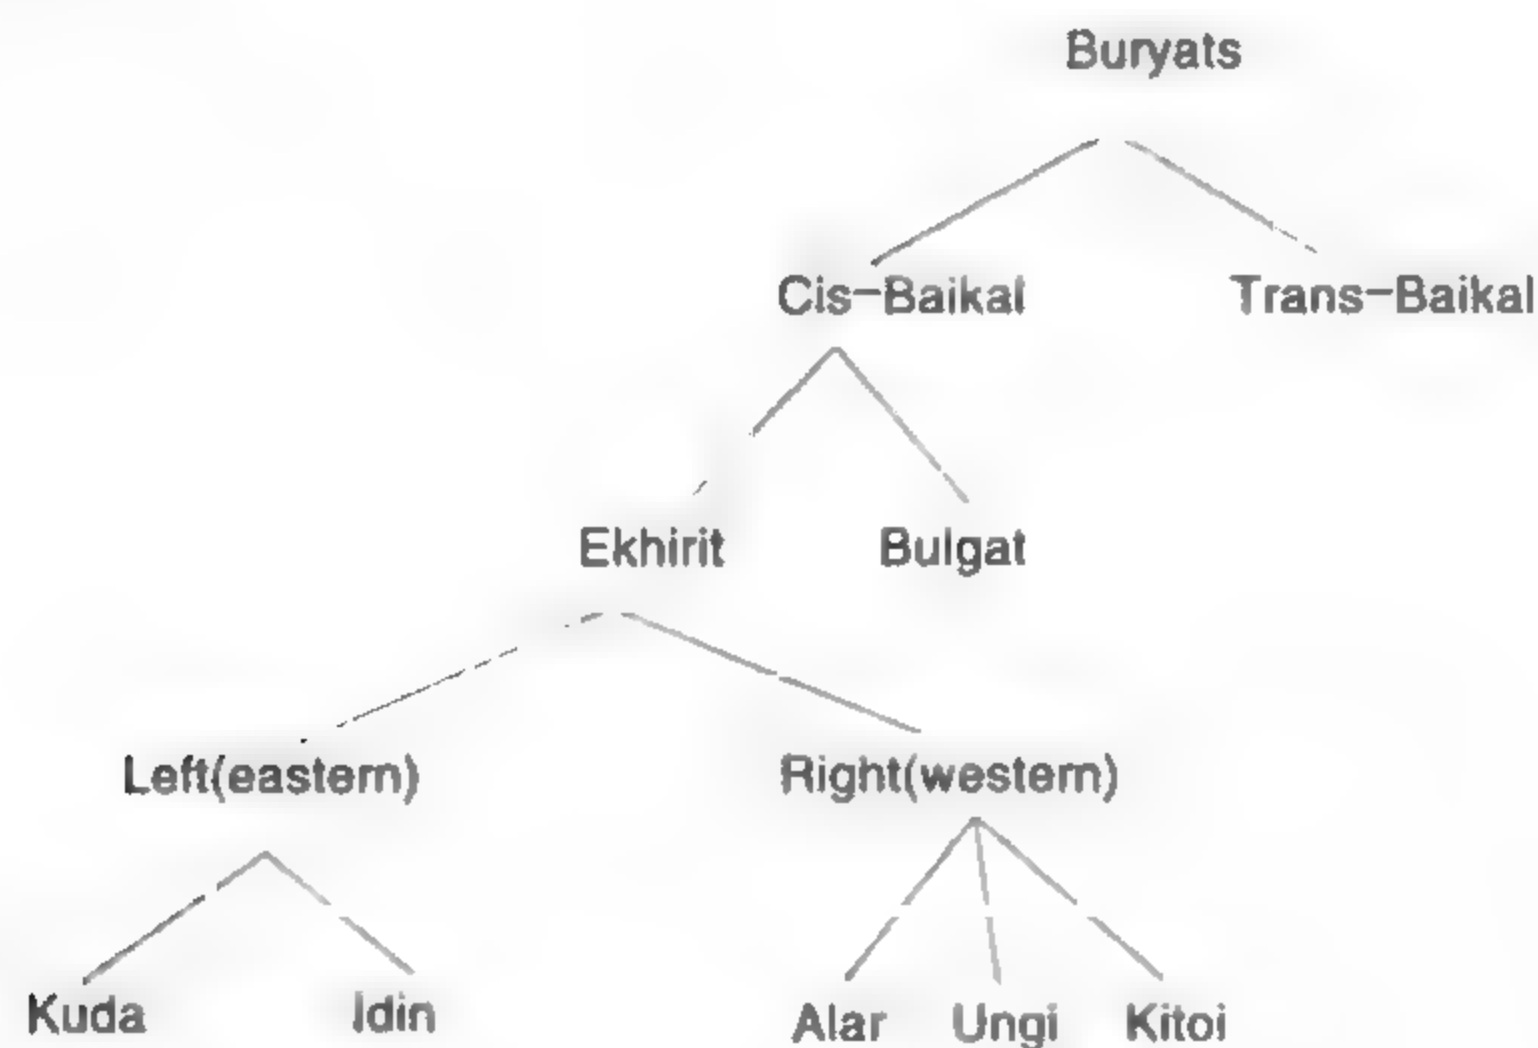 Buryats
Cis-Baikal Trans-Baikal
Ekhirit Bulgat
Left(eastern) Right(western)
Kuda Idin Alar Ungi Kitoi